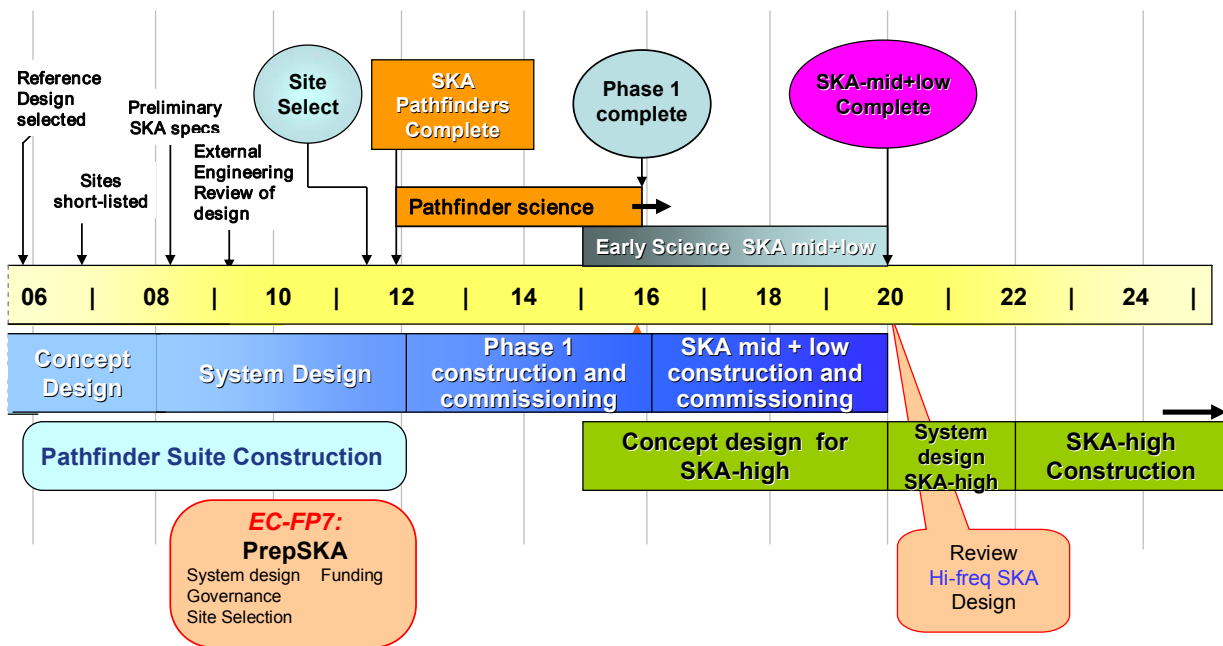 Reference
Design
selected
Sites
short-listed
Preliminary
SKA specs
External
Engineering
Review of
design
Site
Select
SKA
Pathfinders
Complete
Phase 1
complete
SKA-mid+low
Complete
Pathfinder science
Early Science SKA mid+low
06 | 08 | 10 | 12 | 14 | 16 | 18 | 20 | 22 | 24 |
Concept
Design
System Design
Phase 1
construction and
commissioning
SKA mid + low
construction and
commissioning
Pathfinder Suite Construction
Concept design for
SKA-high
System
design
SKA-high
SKA-high
Construction
EC-FP7:
PrepSKA
System design Funding
Governance
Site Selection
Review
Hi-freq SKA
Design